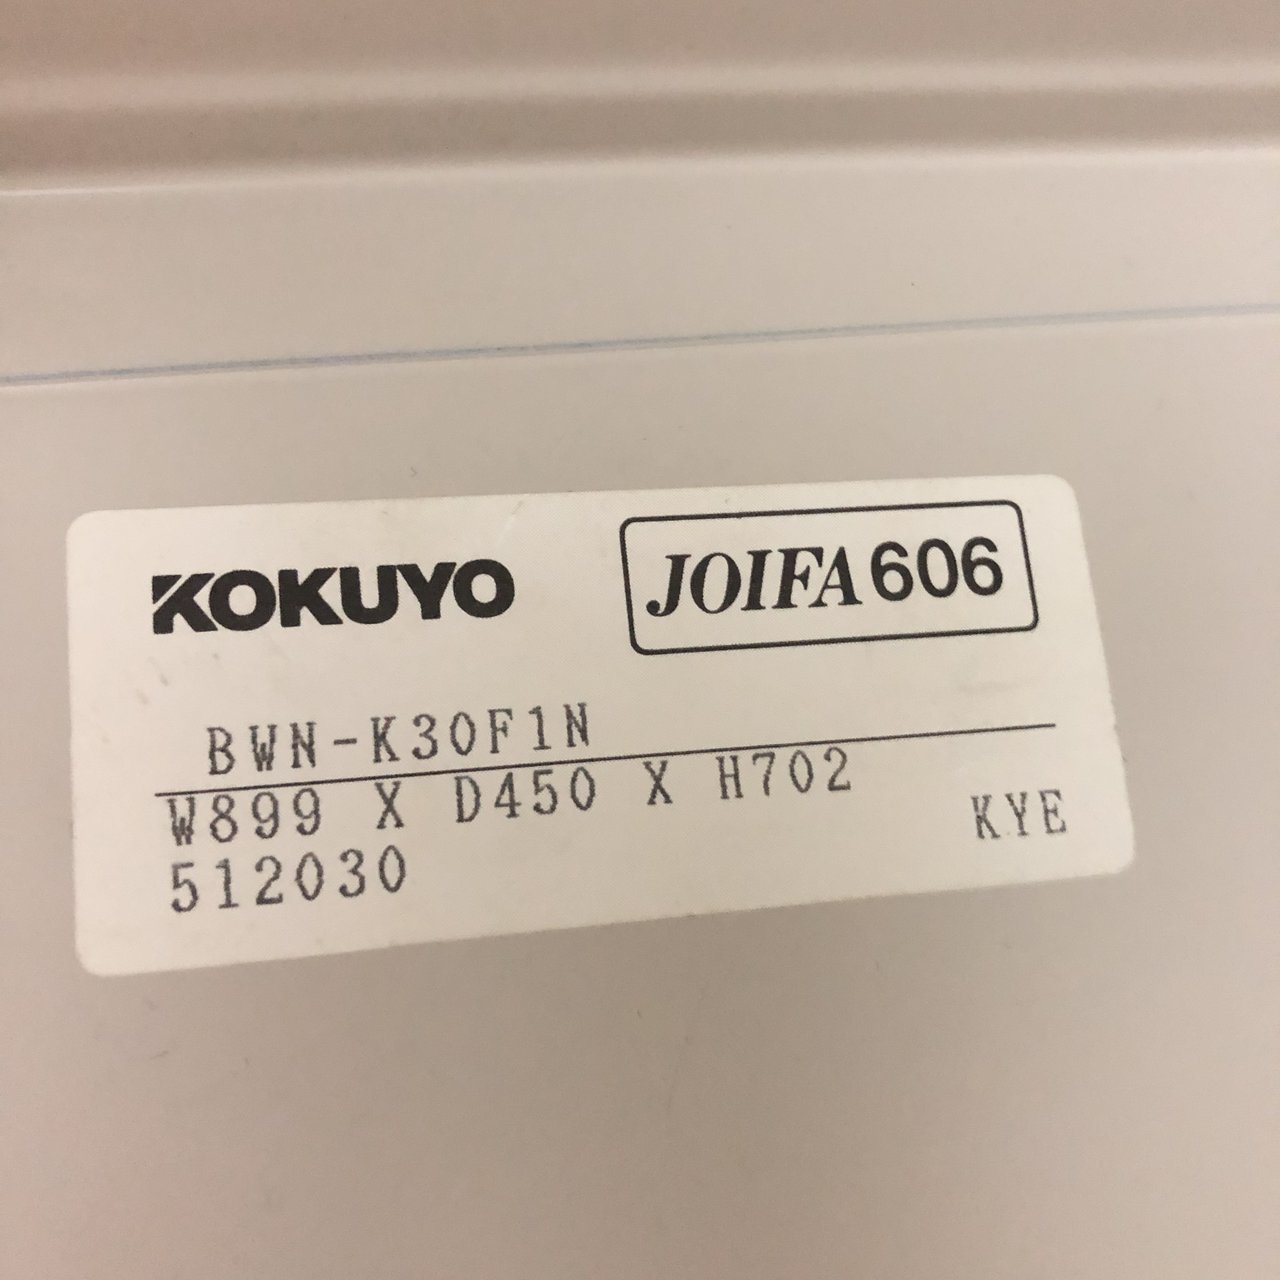 KOKUYO
JOIFA606
BWN-K30F1N
W899 X D450 X H702
KYE
512030